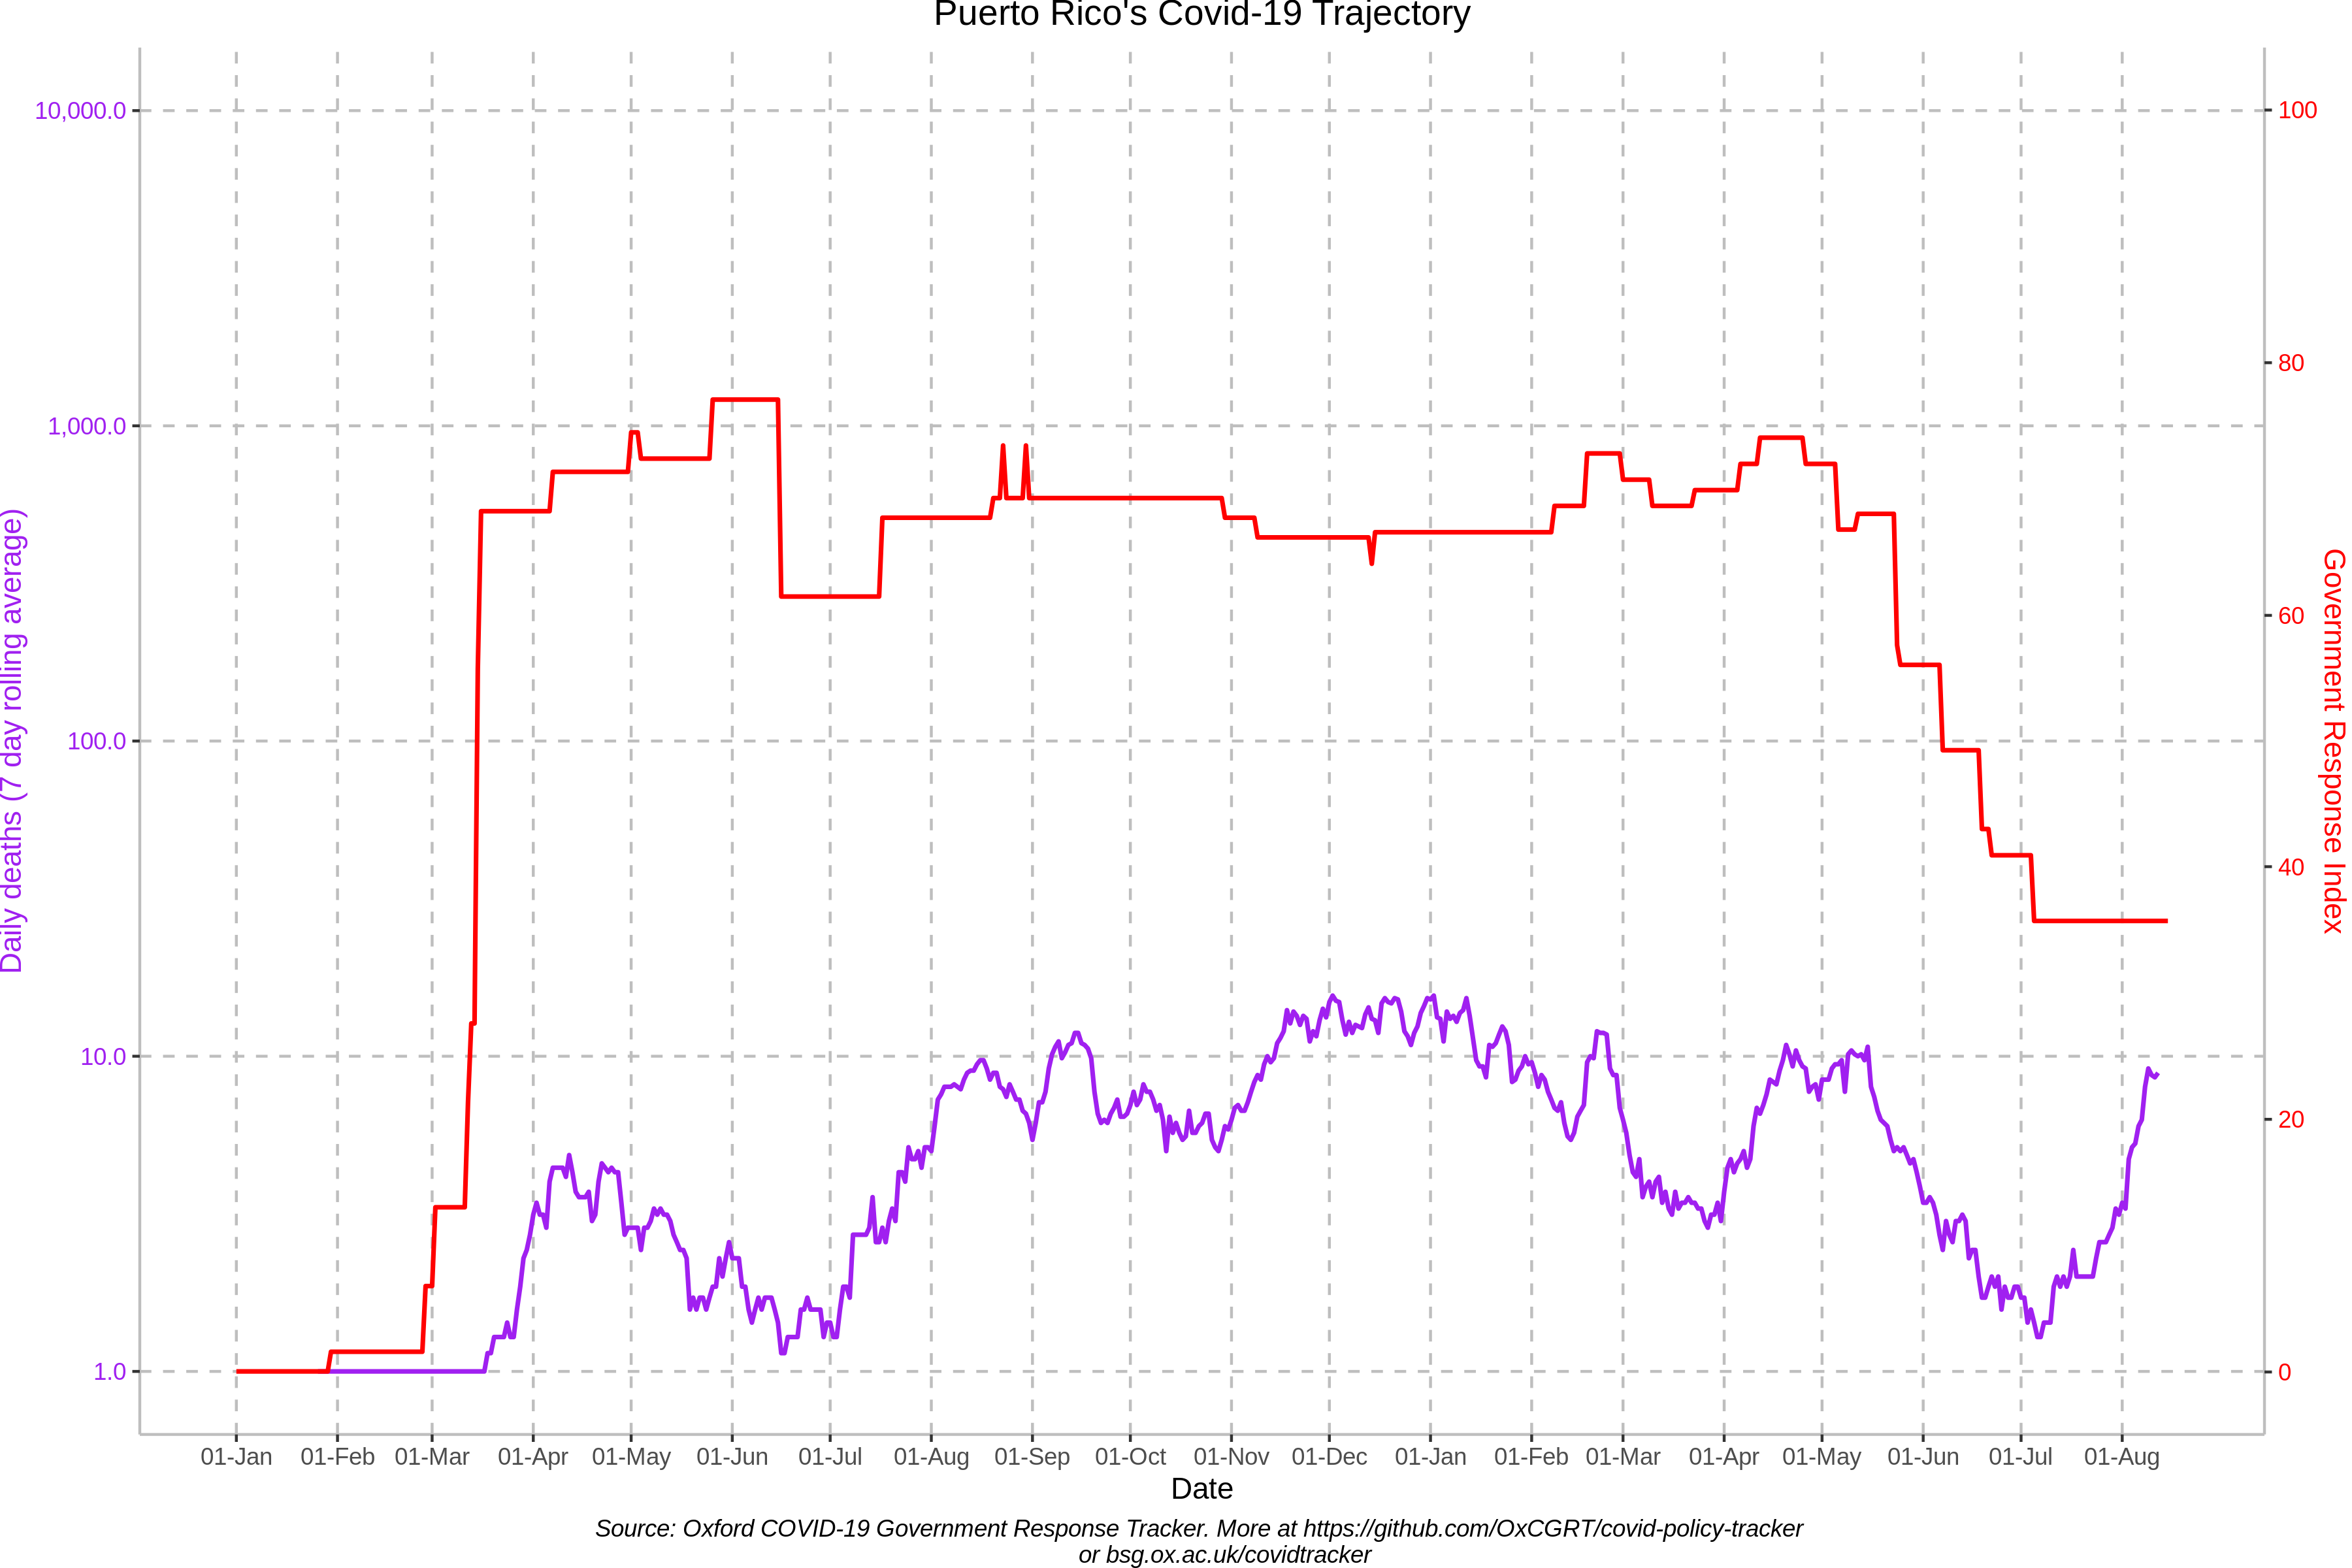 Puerto Rico's Covid-19 Trajectory
10,000.0
1,000.0
100.0
10.0
1.0
Daily deaths (7 day rolling average)
100
80
60
40
20
0
Government Response Index
01-Jan 01-Feb 01-Mar 01-Apr 01-May 01-Jun 01-Jul 01-Aug 01-Sep 01-Oct 01-Nov 01-Dec 01-Jan 01-Feb 01-Mar 01-Apr 01-May 01-Jun 01-Jul 01-Aug
Date
Source: Oxford COVID-19 Government Response Tracker. More at https://github.com/OxCGRT/covid-policy-tracker
or bsg.ox.ac.uk/covidtracker